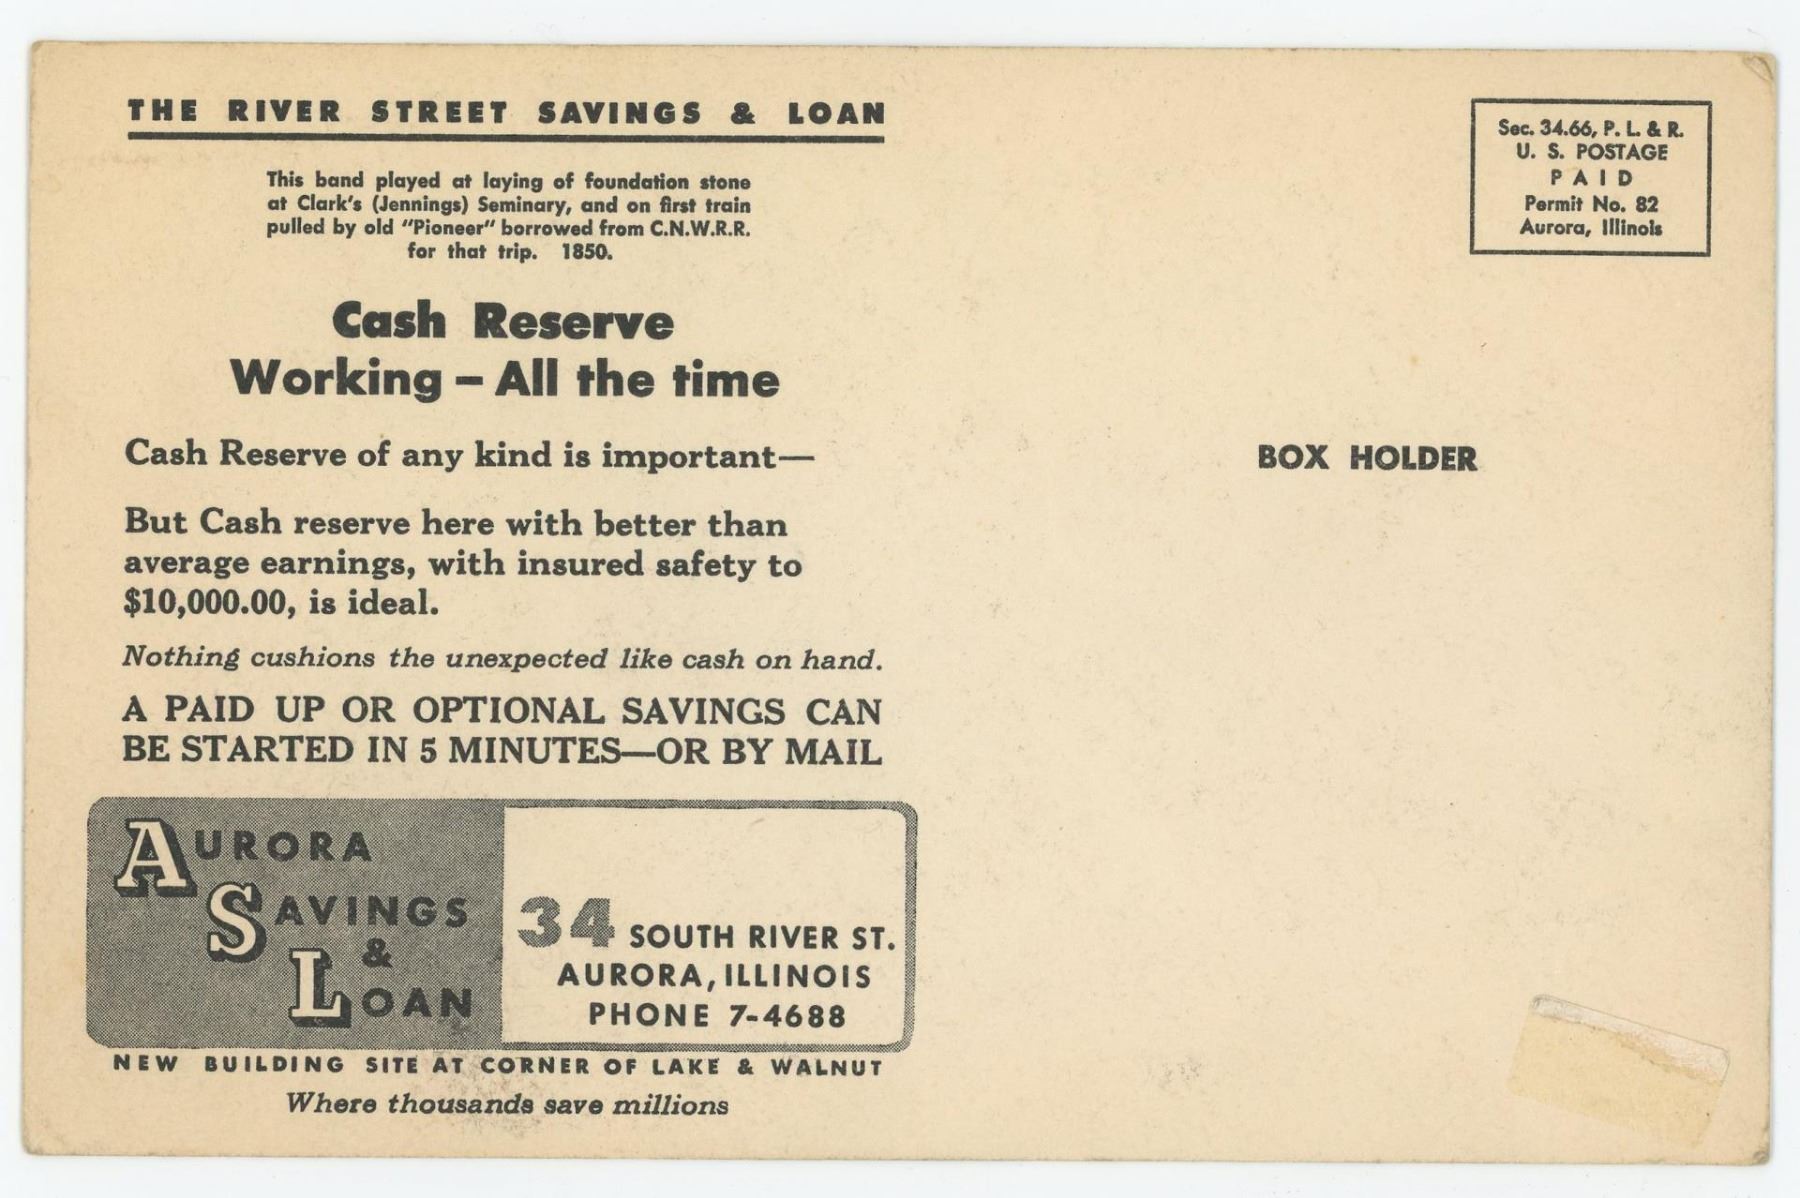 THE RIVER STREET SAVINGS & LOAN
This band played at laying of foundation stone
at Clark's (Jennings) Seminary, and on first train
pulled by old "Pioneer" borrowed from C.N.W.R.R.
for that trip. 1850.
Cash Reserve
Working – All the time
Cash Reserve of any kind is important—
But Cash reserve here with better than
average earnings, with insured safety to
$10,000.00, is ideal.
Nothing cushions the unexpected like cash on hand.
A PAID UP OR OPTIONAL SAVINGS CAN
BE STARTED IN 5 MINUTES—OR BY MAIL
AURORA
SAVINGS
&
LOAN
34 SOUTH RIVER ST.
AURORA, ILLINOIS
PHONE 7-4688
NEW BUILDING SITE AT CORNER OF LAKE & WALNUT
Where thousands save millions
Sec. 34.66, P. L. & R.
U. S. POSTAGE
PAID
Permit No. 82
Aurora, Illinois
BOX HOLDER